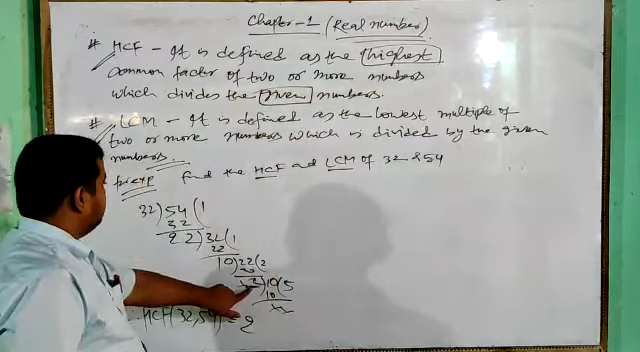 Chapter-1 (Real numbers)
# HCF - It is defined as the highest
common factor of two or more numbers
which divides the given numbers.
# LCM - It is defined as the lowest multiple of
two or more numbers which is divided by the given
numbers.
for exp find the HCF and LCM of 32 & 54
32) 54 (1
32
22) 32 (1
22
10) 22 (2
20
2) 10 (5
10
HCF (32, 54) = 2